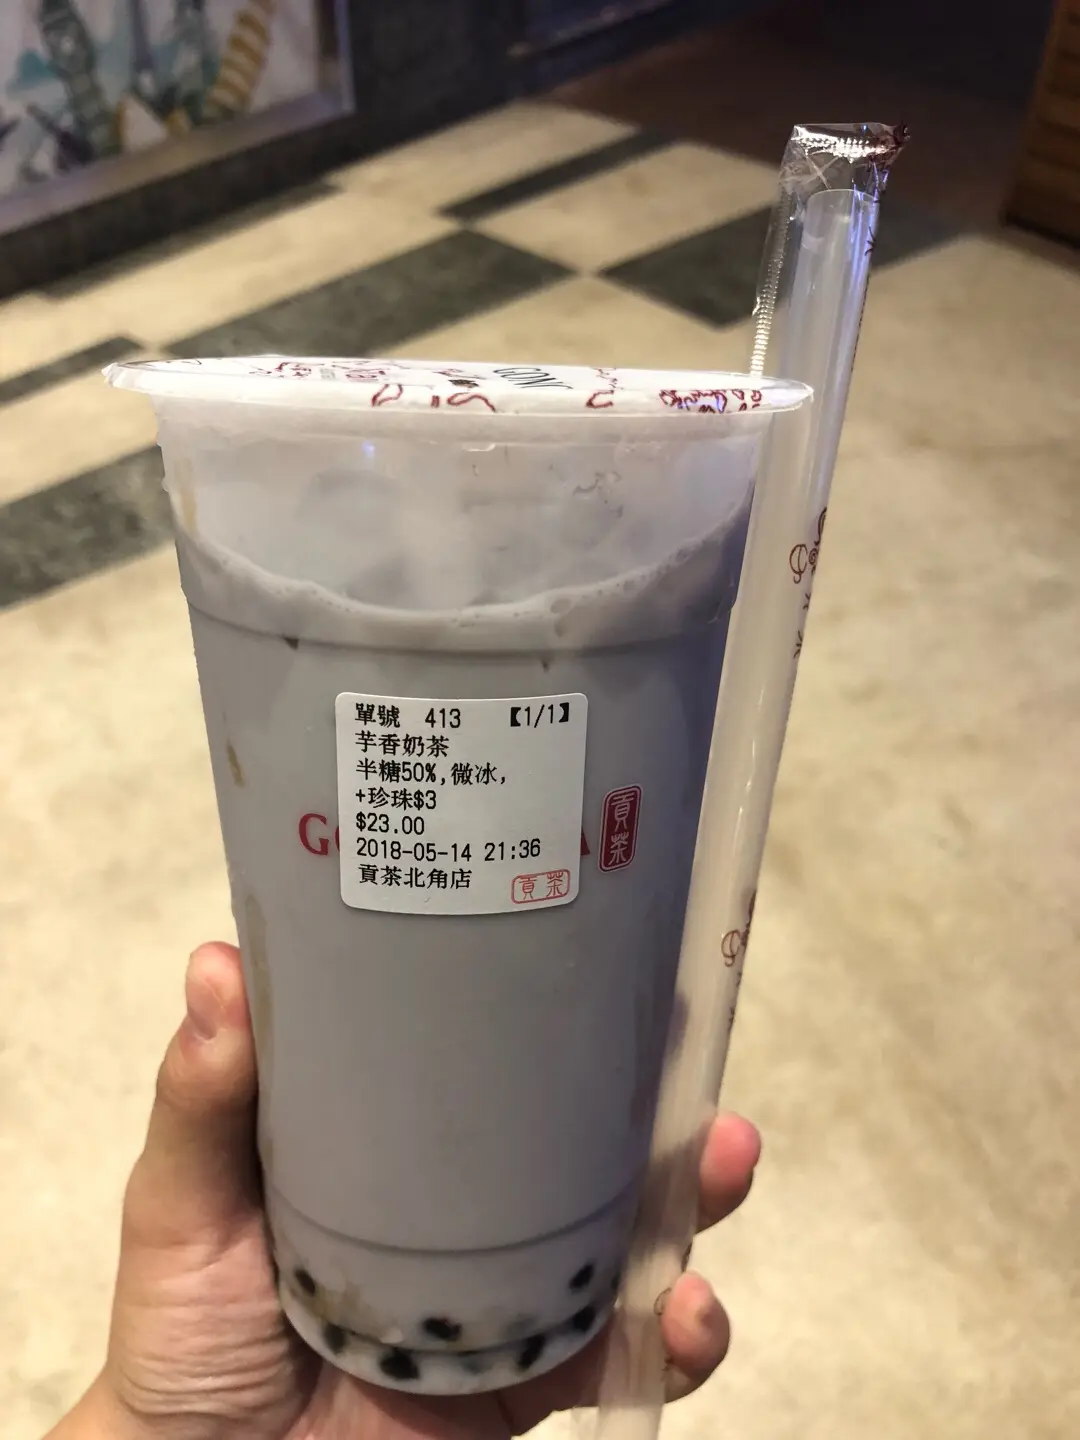 GONG
單號 413 【1/1】
芋香奶茶
半糖50%,微冰,
+珍珠$3
$23.00
2018-05-14 21:36
貢茶北角店
貢茶
G A
貢茶